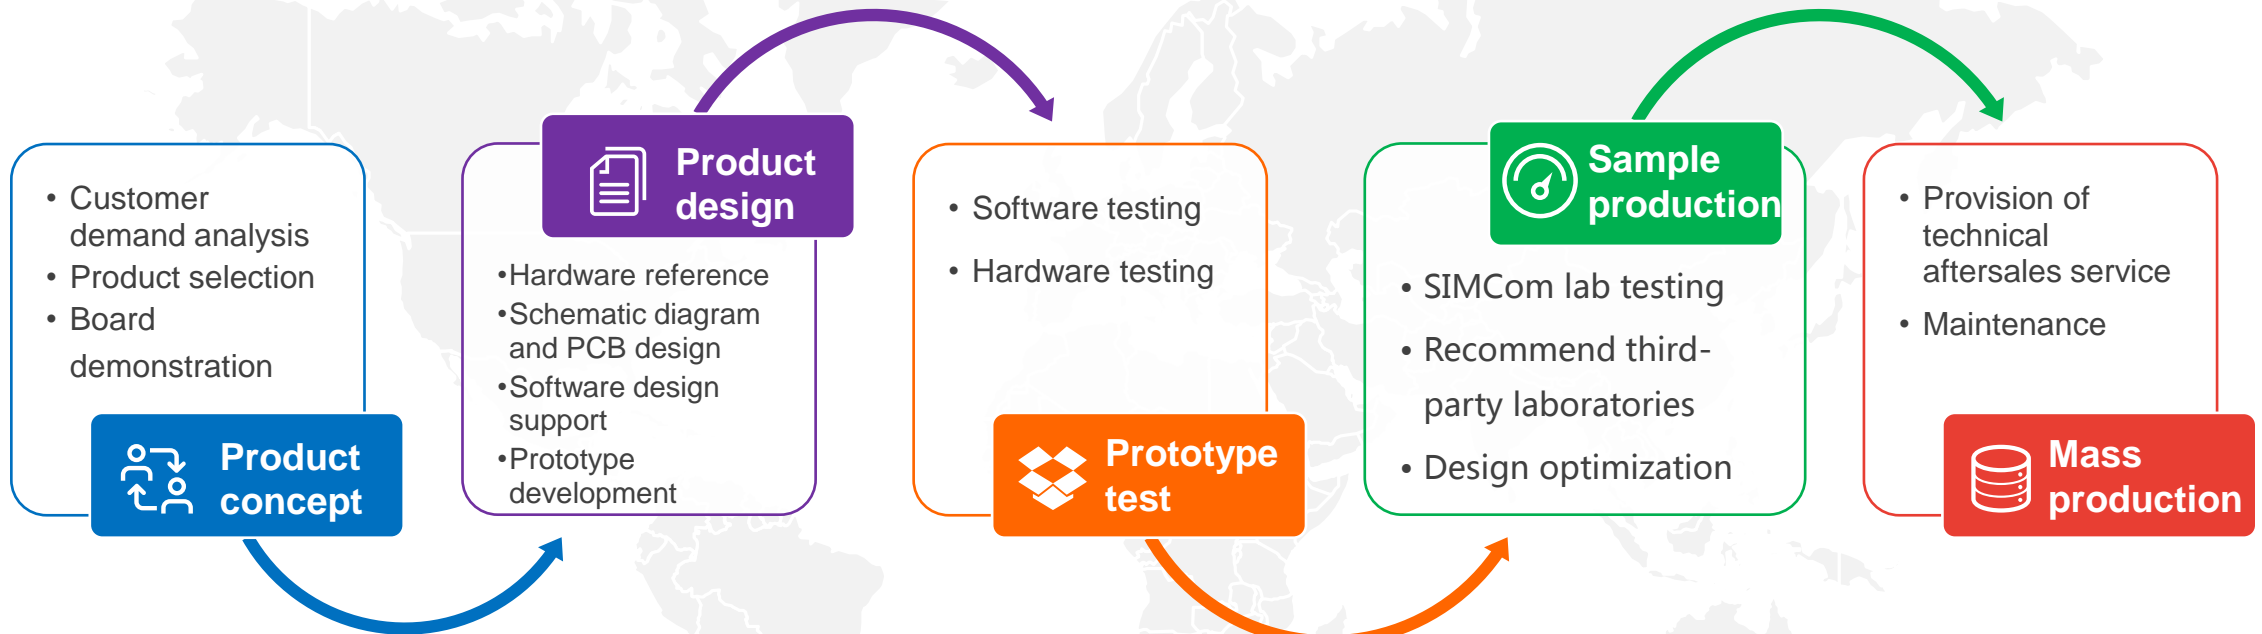 • Customer
demand analysis
• Product selection
• Board
demonstration
Product
concept
Product
design
•Hardware reference
•Schematic diagram
and PCB design
•Software design
support
•Prototype
development
• Software testing
• Hardware testing
Prototype
test
Sample
production
• SIMCom lab testing
• Recommend third-
party laboratories
• Design optimization
• Provision of
technical
aftersales service
• Maintenance
Mass
production